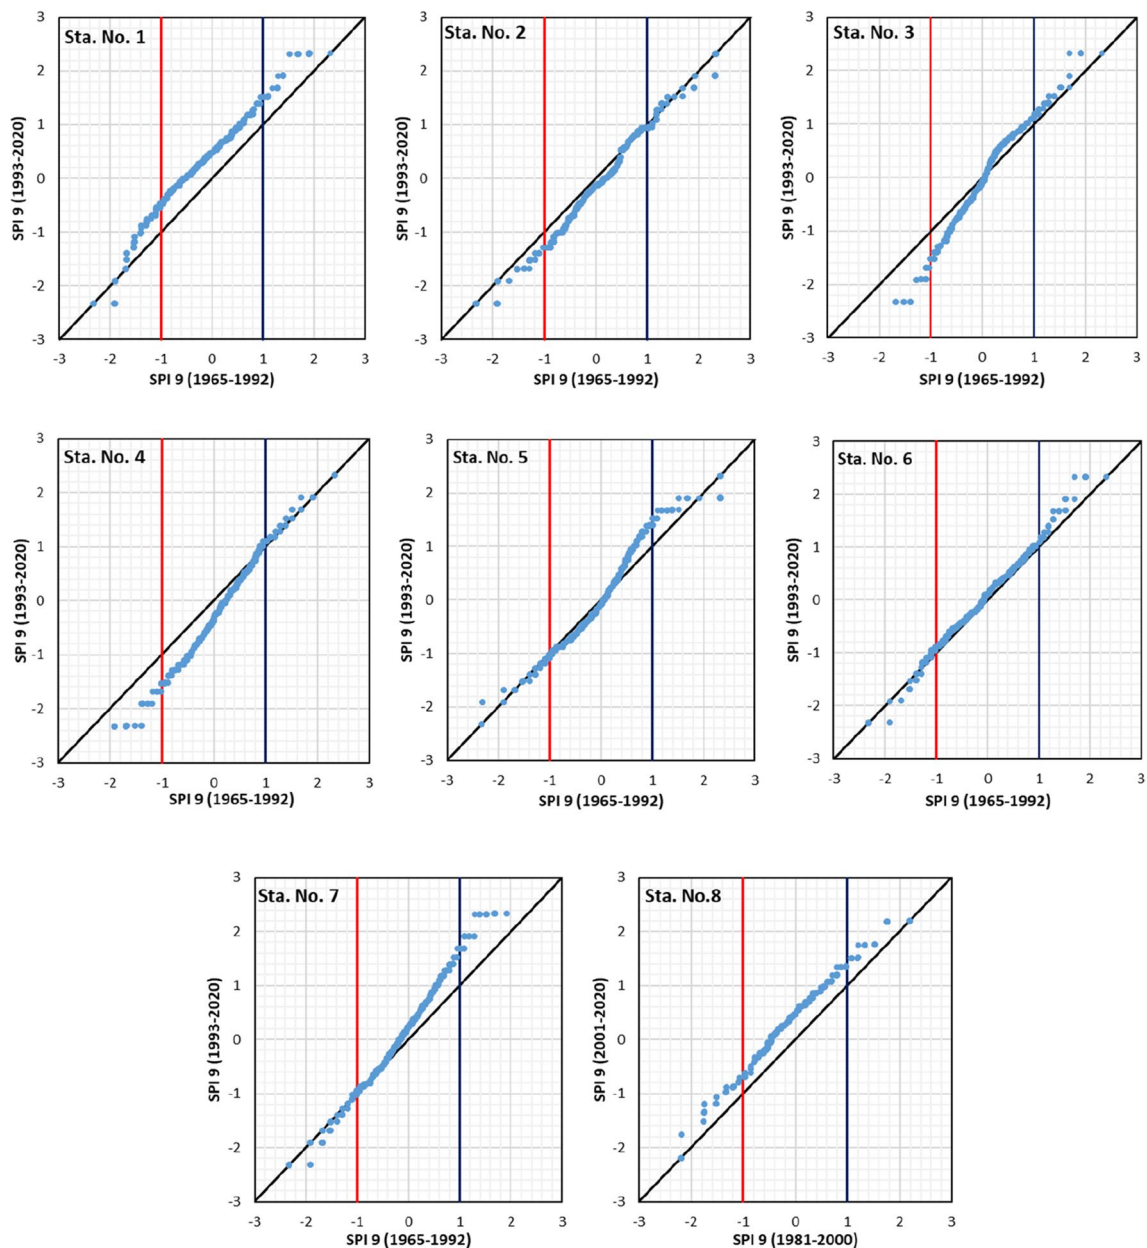 Sta. No. 1
3
2
1
0
-1
-2
-3
SPI 9 (1993-2020)
-3 -2 -1 0 1 2 3
SPI 9 (1965-1992)
Sta. No. 2
3
2
1
0
-1
-2
-3
SPI 9 (1993-2020)
-3 -2 -1 0 1 2 3
SPI 9 (1965-1992)
Sta. No. 3
3
2
1
0
-1
-2
-3
SPI 9 (1993-2020)
-3 -2 -1 0 1 2 3
SPI 9 (1965-1992)
Sta. No. 4
3
2
1
0
-1
-2
-3
SPI 9 (1993-2020)
-3 -2 -1 0 1 2 3
SPI 9 (1965-1992)
Sta. No. 5
3
2
1
0
-1
-2
-3
SPI 9 (1993-2020)
-3 -2 -1 0 1 2 3
SPI 9 (1965-1992)
Sta. No. 6
3
2
1
0
-1
-2
-3
SPI 9 (1993-2020)
-3 -2 -1 0 1 2 3
SPI 9 (1965-1992)
Sta. No. 7
3
2
1
0
-1
-2
-3
SPI 9 (1993-2020)
-3 -2 -1 0 1 2 3
SPI 9 (1965-1992)
Sta. No.8
3
2
1
0
-1
-2
-3
SPI 9 (2001-2020)
-3 -2 -1 0 1 2 3
SPI 9 (1981-2000)